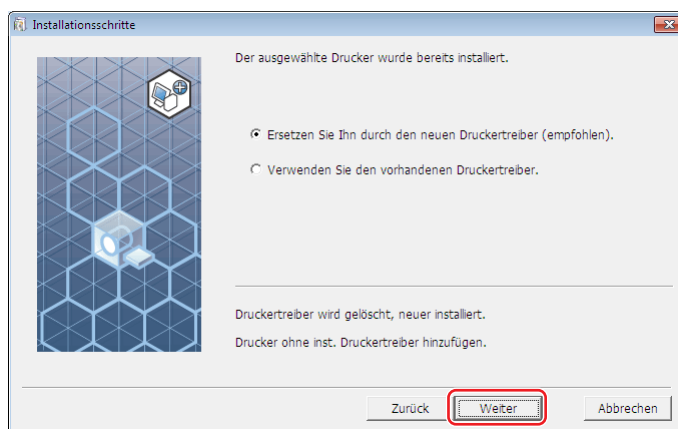 Installationsschritte
Der ausgewählte Drucker wurde bereits installiert.
Ersetzen Sie Ihn durch den neuen Druckertreiber (empfohlen).
Verwenden Sie den vorhandenen Druckertreiber.
Druckertreiber wird gelöscht, neuer installiert.
Drucker ohne inst. Druckertreiber hinzufügen.
Zurück
Weiter
Abbrechen